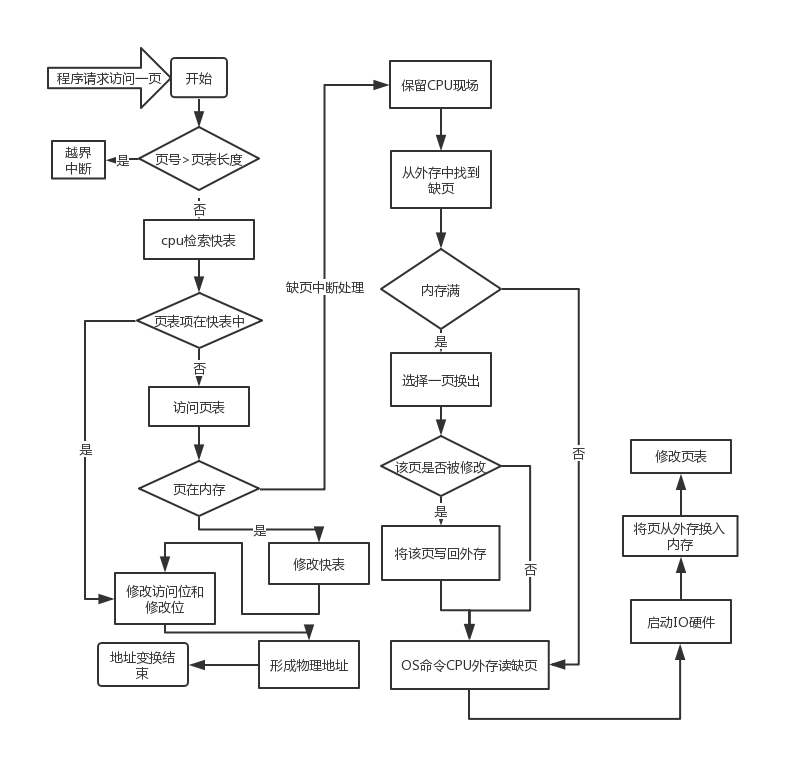 程序请求访问一页
开始
页号>页表长度
是
越界
中断
否
cpu检索快表
页表项在快表中
否
访问页表
是
页在内存
是
修改快表
修改访问位和
修改位
形成物理地址
地址变换结
束
缺页中断处理
保留CPU现场
从外存中找到
缺页
内存满
是
选择一页换出
该页是否被修改
是
将该页写回外存
否
否
OS命令CPU外存读缺页
修改页表
将页从外存换入
内存
启动IO硬件